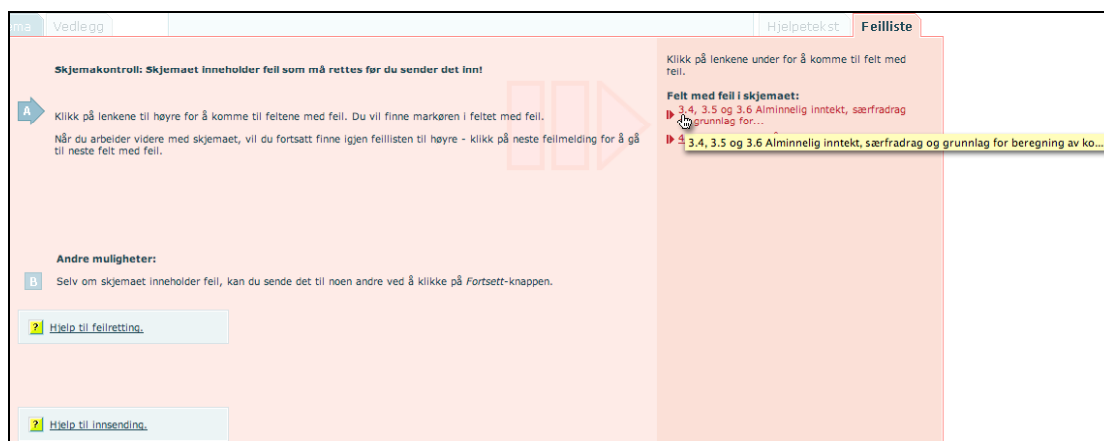 ma Vedlegg Hjelpetekst Feilliste
Skjemakontroll: Skjemaet inneholder feil som må rettes før du sender det inn!
A
Klikk på lenkene til høyre for å komme til feltene med feil. Du vil finne markøren i feltet med feil.
Når du arbeider videre med skjemaet, vil du fortsatt finne igjen feillisten til høyre - klikk på neste feilmelding for å gå
til neste felt med feil.
Andre muligheter:
B
Selv om skjemaet inneholder feil, kan du sende det til noen andre ved å klikke på Fortsett-knappen.
? Hjelp til feilretting.
? Hjelp til innsending.
Klikk på lenkene under for å komme til felt med
feil.
Felt med feil i skjemaet:
3.4, 3.5 og 3.6 Alminnelig inntekt, særfradrag
grunnlag for...
4
3.4, 3.5 og 3.6 Alminnelig inntekt, særfradrag og grunnlag for beregning av ko...